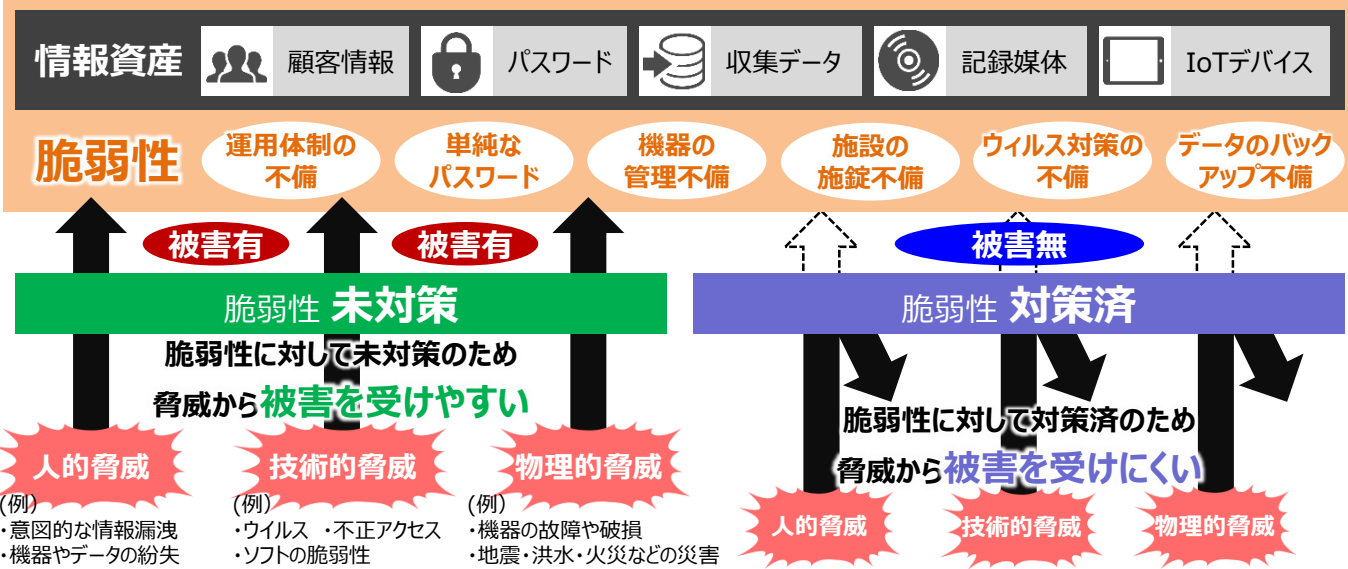 情報資産 顧客情報 パスワード 収集データ 記録媒体 IoTデバイス
脆弱性
運用体制の
不備
単純な
パスワード
機器の
管理不備
施設の
施錠不備
ウィルス対策の
不備
データのバック
アップ不備
被害有
被害有
被害無
脆弱性 未対策
脆弱性 対策済
脆弱性に対して未対策のため
脅威から被害を受けやすい
脆弱性に対して対策済のため
脅威から被害を受けにくい
人的脅威
(例)
・意図的な情報漏洩
・機器やデータの紛失
技術的脅威
(例)
・ウイルス ・不正アクセス
・ソフトの脆弱性
物理的脅威
(例)
・機器の故障や破損
・地震・洪水・火災などの災害
人的脅威
技術的脅威
物理的脅威